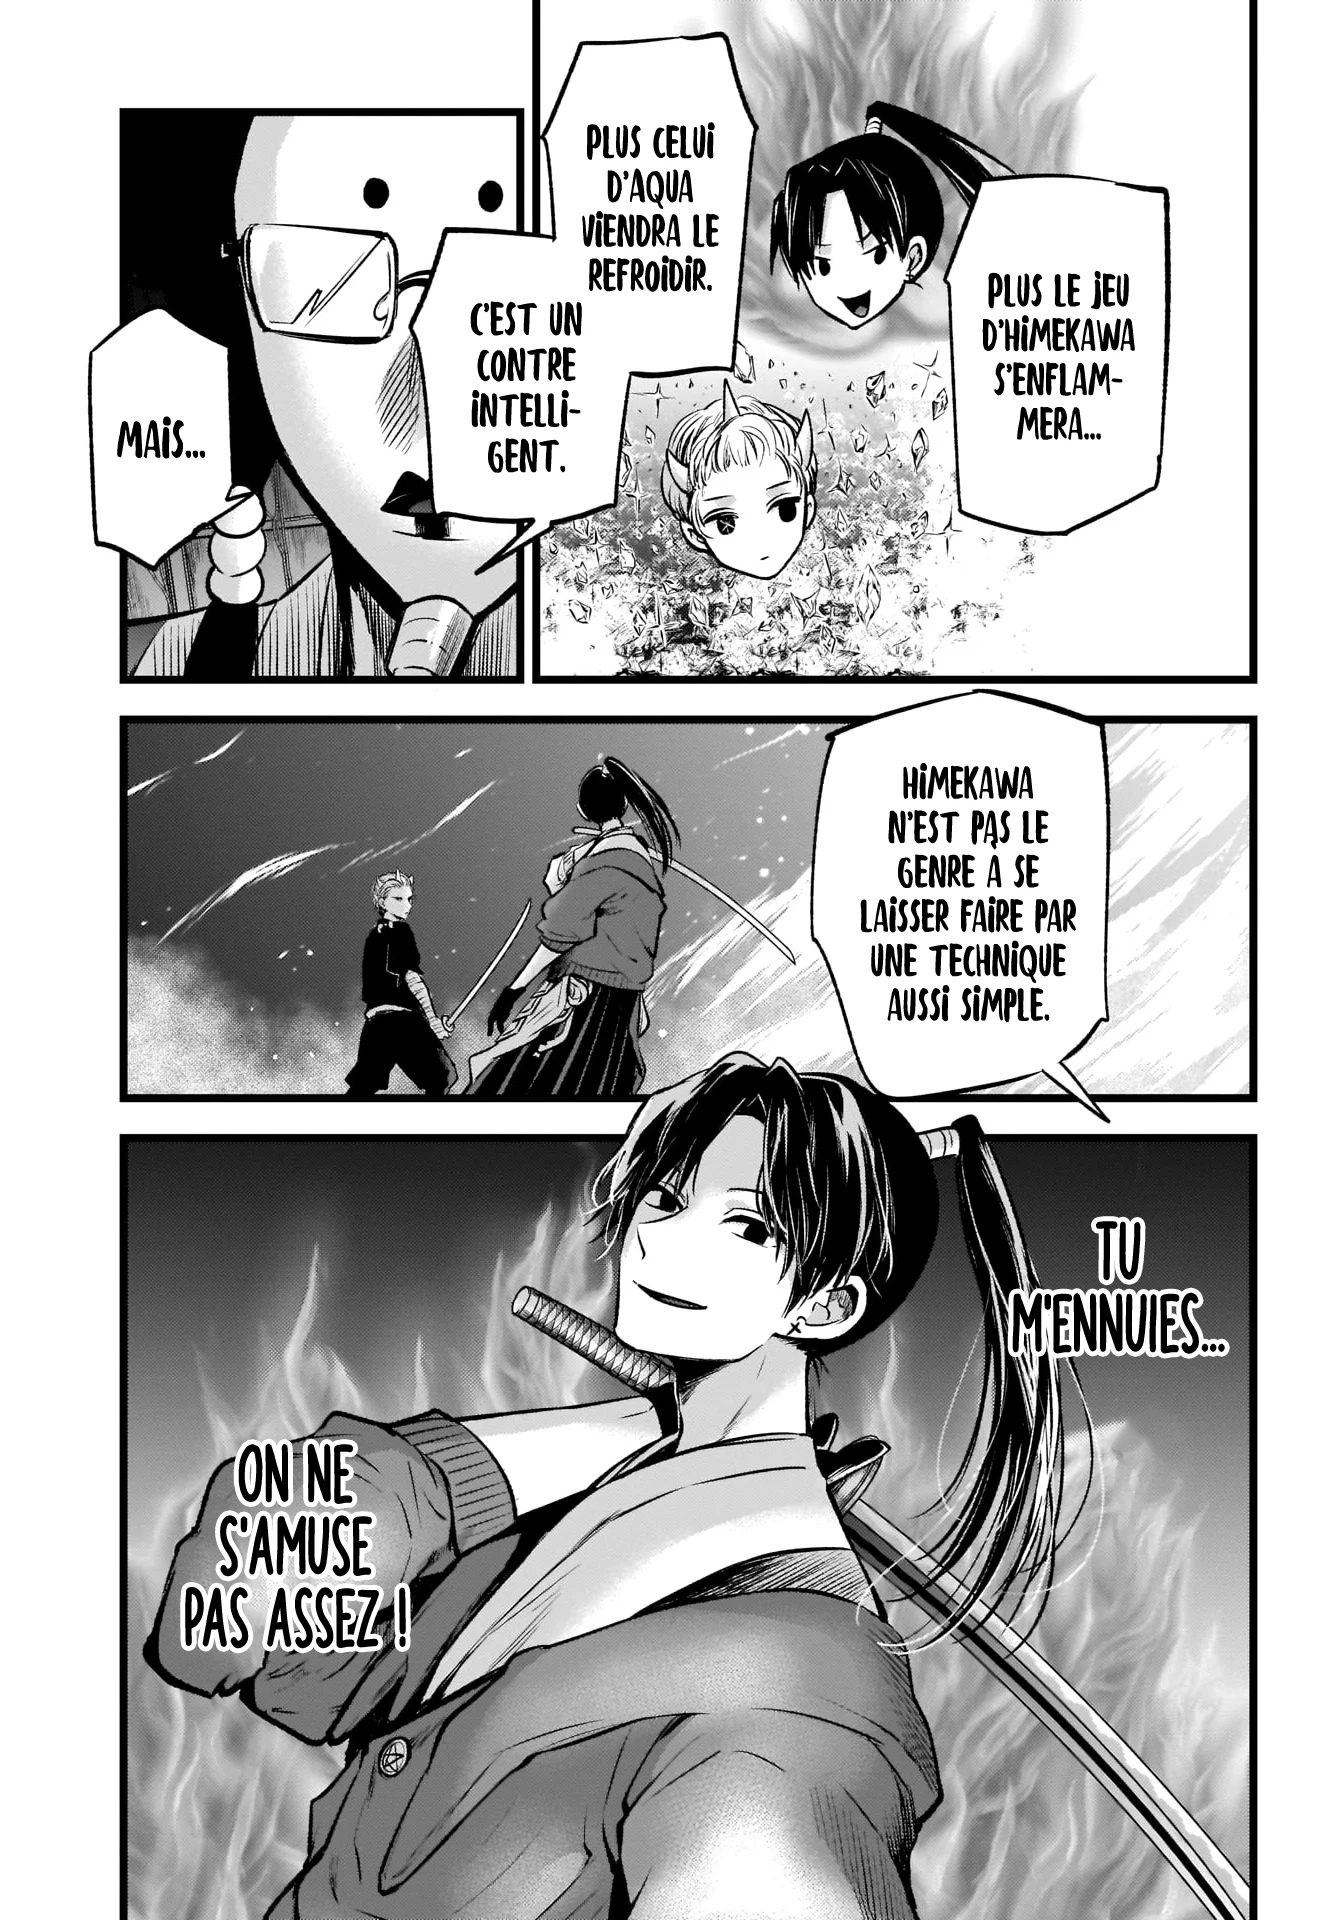 PLUS LE JEU
D'HIMEKAWA
S'ENFLAM-
MERA...
PLUS CELUI
D'AQUA
VIENDRA LE
REFROIDIR.
C'EST UN
CONTRE
INTELLI-
GENT.
MAIS...
HIMEKAWA
N'EST PAS LE
GENRE À SE
LAISSER FAIRE PAR
UNE TECHNIQUE
AUSSI SIMPLE.
TU
M'ENNUIES...
ON NE
S'AMUSE
PAS ASSEZ !